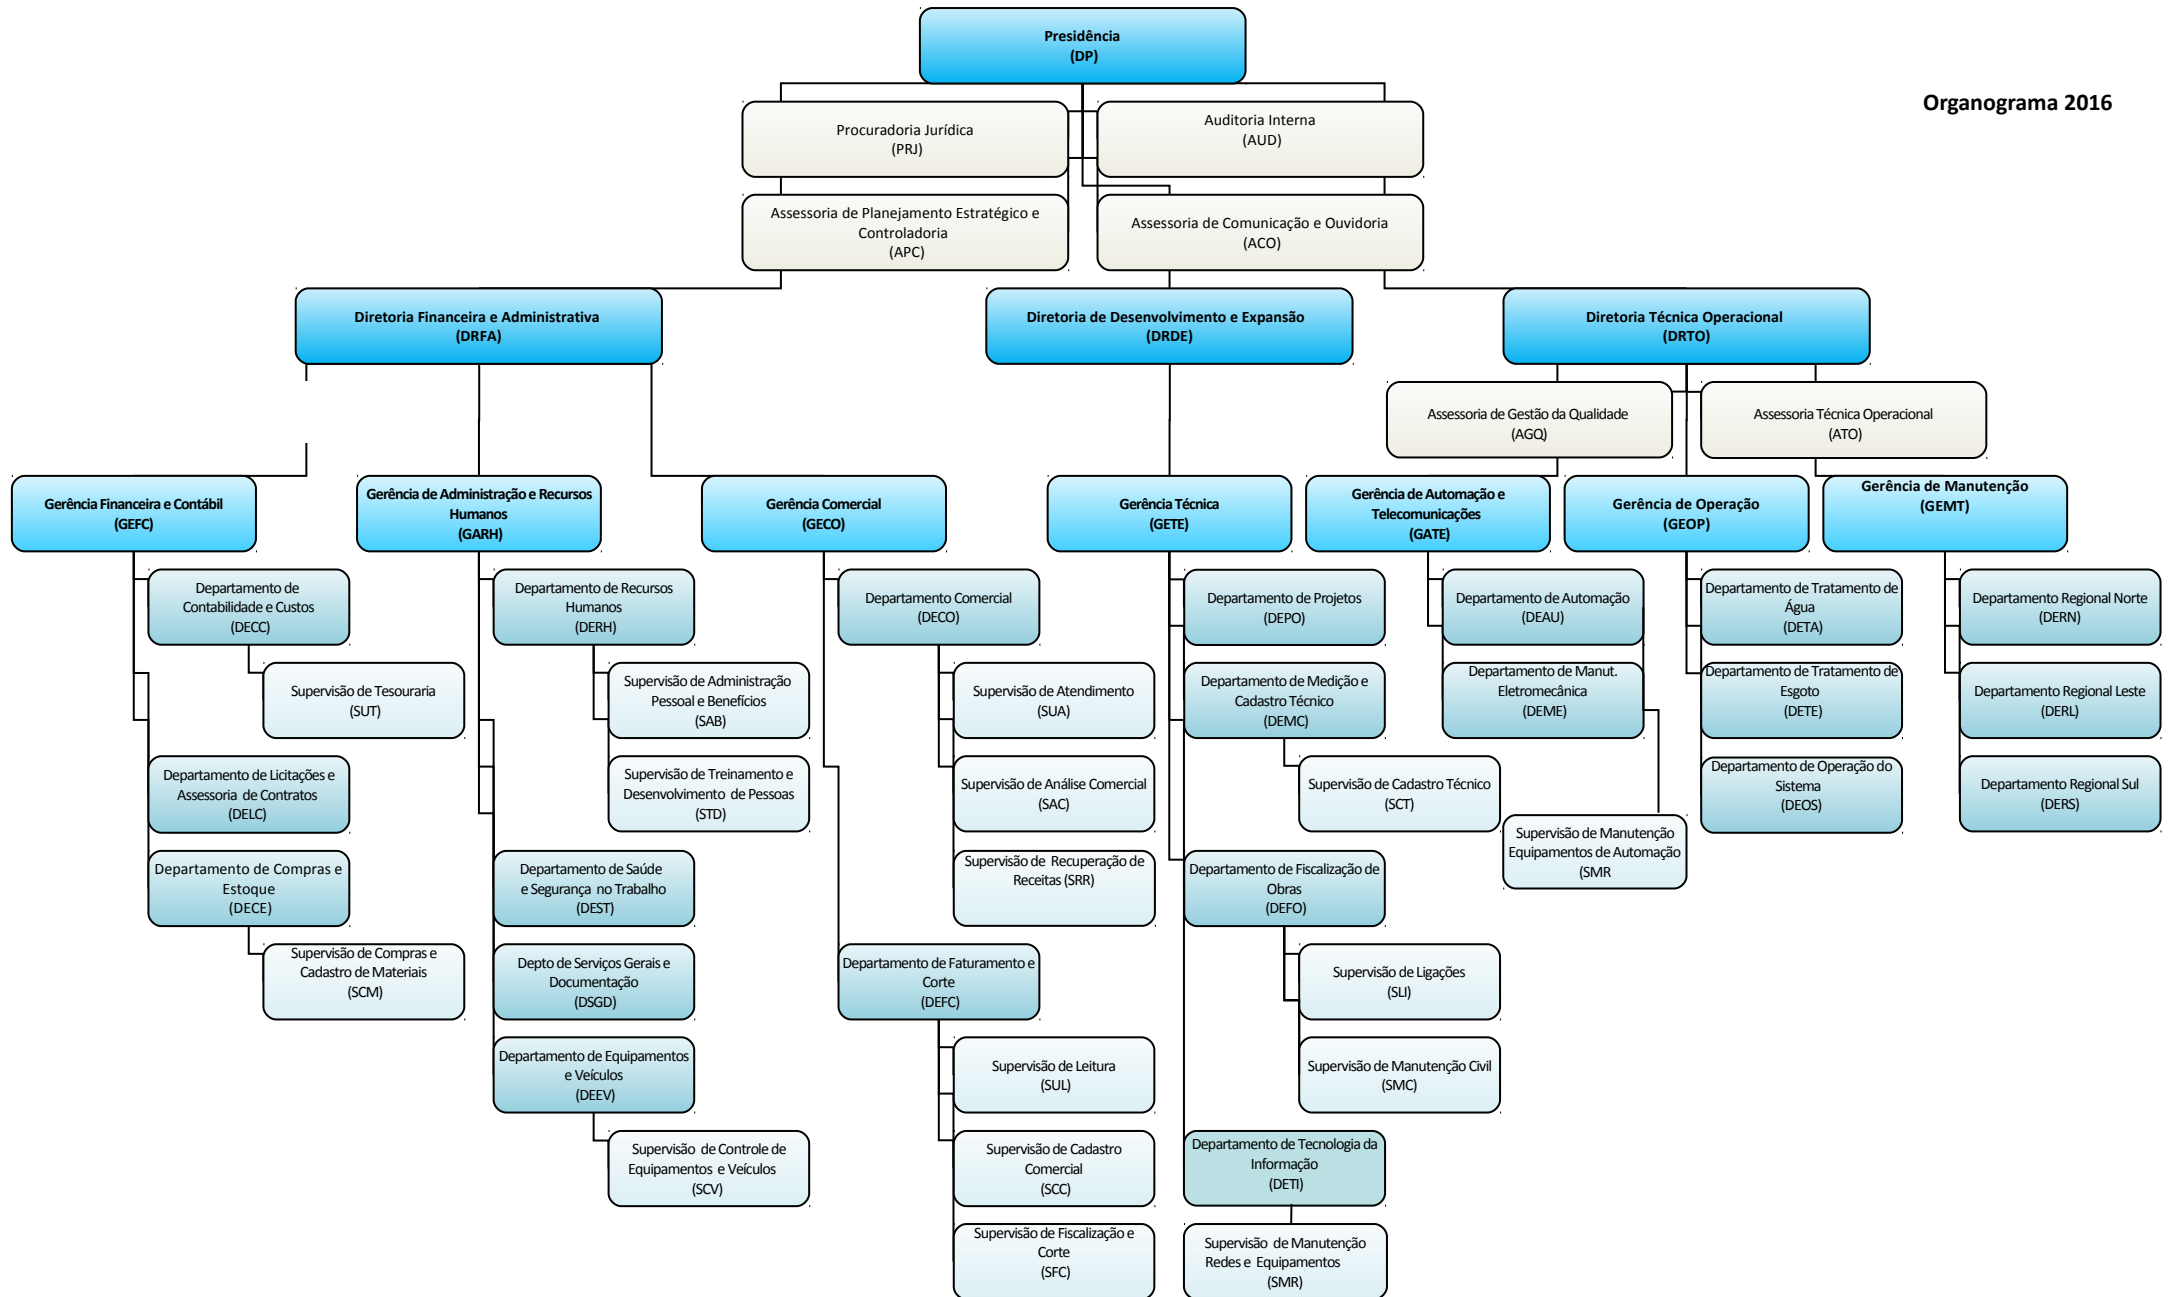 Presidência
(DP)
Organograma 2016
Procuradoria Jurídica
(PRJ)
Auditoria Interna
(AUD)
Assessoria de Planejamento Estratégico e
Controladoria
(APC)
Assessoria de Comunicação e Ouvidoria
(ACO)
Diretoria Financeira e Administrativa
(DRFA)
Diretoria de Desenvolvimento e Expansão
(DRDE)
Diretoria Técnica Operacional
(DRTO)
Assessoria de Gestão da Qualidade
(AGQ)
Assessoria Técnica Operacional
(ATO)
Gerência Financeira e Contábil
(GEFC)
Gerência de Administração e Recursos
Humanos
(GARH)
Gerência Comercial
(GECO)
Gerência Técnica
(GETE)
Gerência de Automação e
Telecomunicações
(GATE)
Gerência de Operação
(GEOP)
Gerência de Manutenção
(GEMT)
Departamento de
Contabilidade e Custos
(DECC)
Departamento de Recursos
Humanos
(DERH)
Departamento Comercial
(DECO)
Departamento de Projetos
(DEPO)
Departamento de Automação
(DEAU)
Departamento de Tratamento de
Água
(DETA)
Departamento Regional Norte
(DERN)
Supervisão de Tesouraria
(SUT)
Supervisão de Administração
Pessoal e Benefícios
(SAB)
Supervisão de Atendimento
(SUA)
Departamento de Medição e
Cadastro Técnico
(DEMC)
Departamento de Manut.
Eletromecânica
(DEME)
Departamento de Tratamento de
Esgoto
(DETE)
Departamento Regional Leste
(DERL)
Departamento de Licitações e
Assessoria de Contratos
(DELC)
Supervisão de Treinamento e
Desenvolvimento de Pessoas
(STD)
Supervisão de Análise Comercial
(SAC)
Supervisão de Cadastro Técnico
(SCT)
Departamento de Operação do
Sistema
(DEOS)
Departamento Regional Sul
(DERS)
Supervisão de Manutenção
Equipamentos de Automação
(SMR
Departamento de Compras e
Estoque
(DECE)
Departamento de Saúde
e Segurança no Trabalho
(DEST)
Supervisão de Recuperação de
Receitas (SRR)
Departamento de Fiscalização de
Obras
(DEFO)
Supervisão de Compras e
Cadastro de Materiais
(SCM)
Depto de Serviços Gerais e
Documentação
(DSGD)
Departamento de Faturamento e
Corte
(DEFC)
Supervisão de Ligações
(SLI)
Departamento de Equipamentos
e Veículos
(DEEV)
Supervisão de Leitura
(SUL)
Supervisão de Manutenção Civil
(SMC)
Supervisão de Controle de
Equipamentos e Veículos
(SCV)
Supervisão de Cadastro
Comercial
(SCC)
Departamento de Tecnologia da
Informação
(DETI)
Supervisão de Fiscalização e
Corte
(SFC)
Supervisão de Manutenção
Redes e Equipamentos
(SMR)